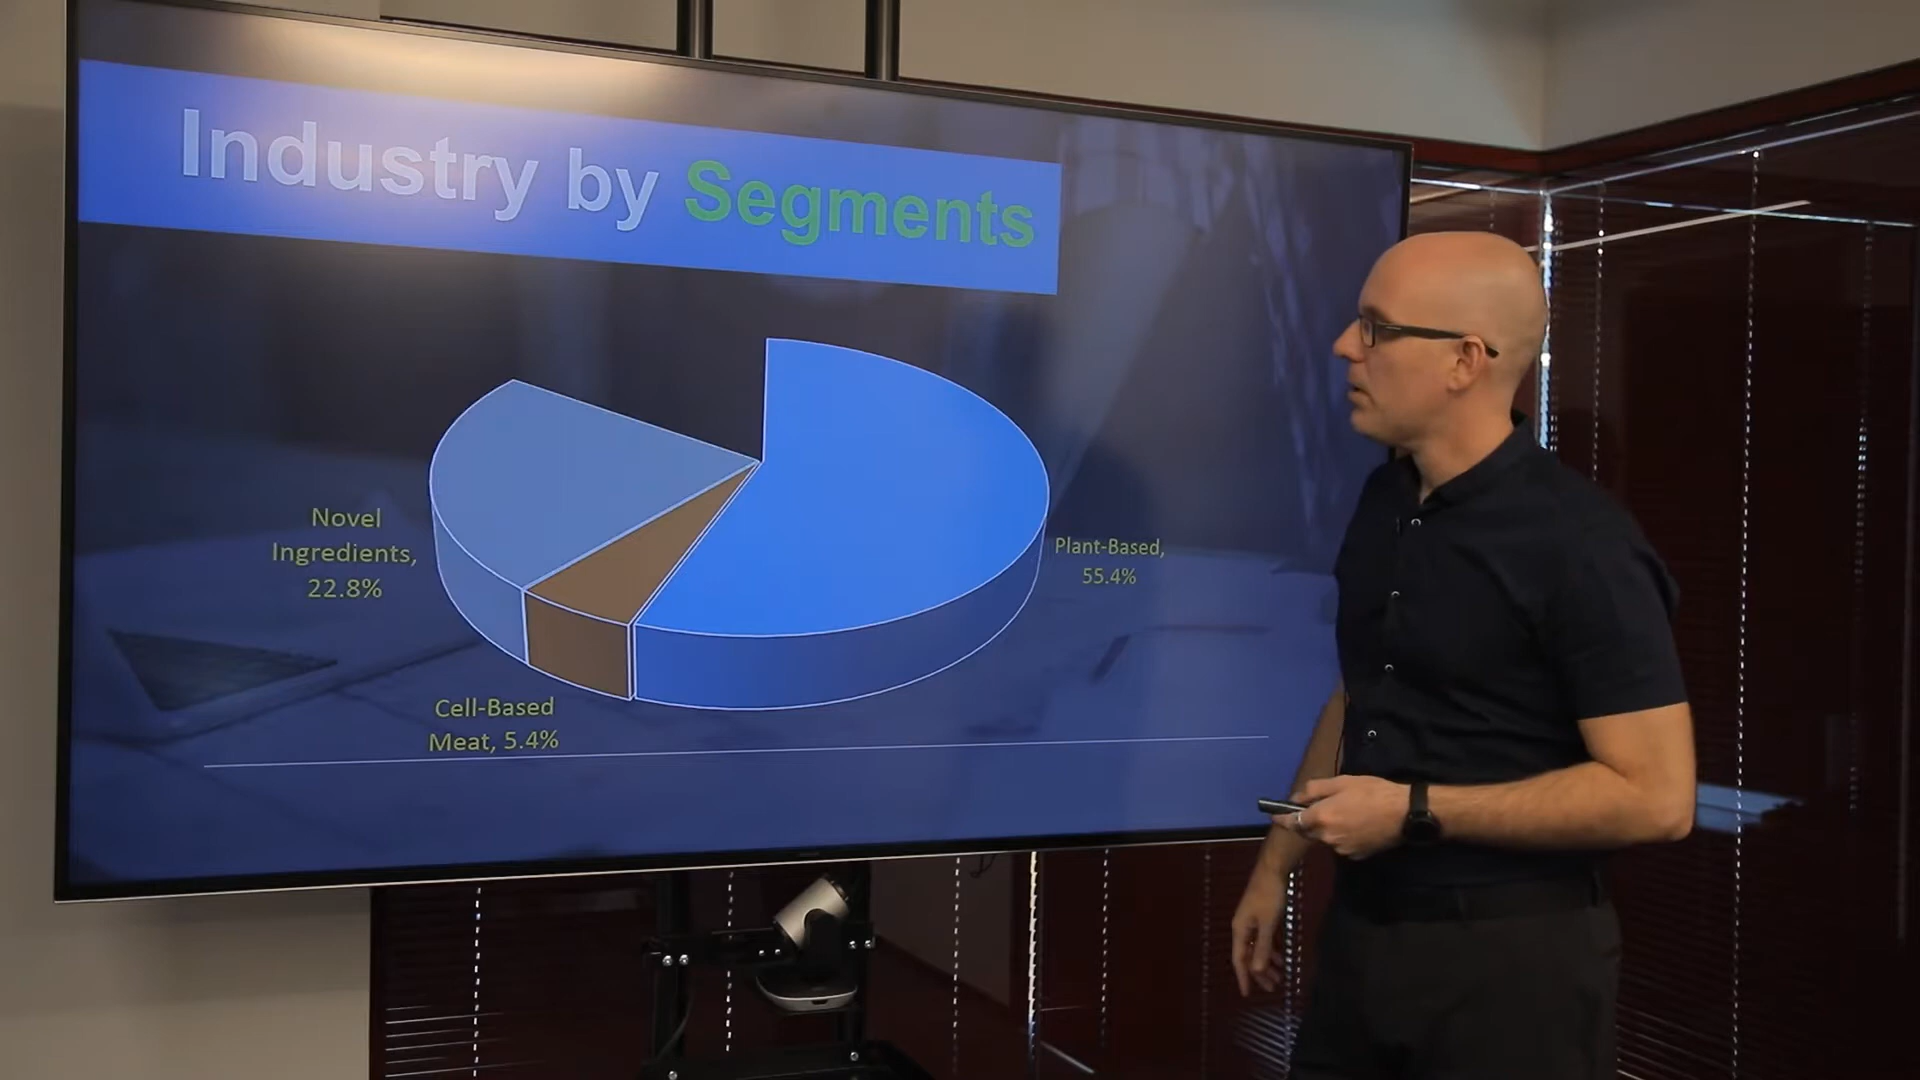 Industry by Segments
Novel
Ingredients,
22.8%
Plant-Based,
55.4%
Cell-Based
Meat, 5.4%